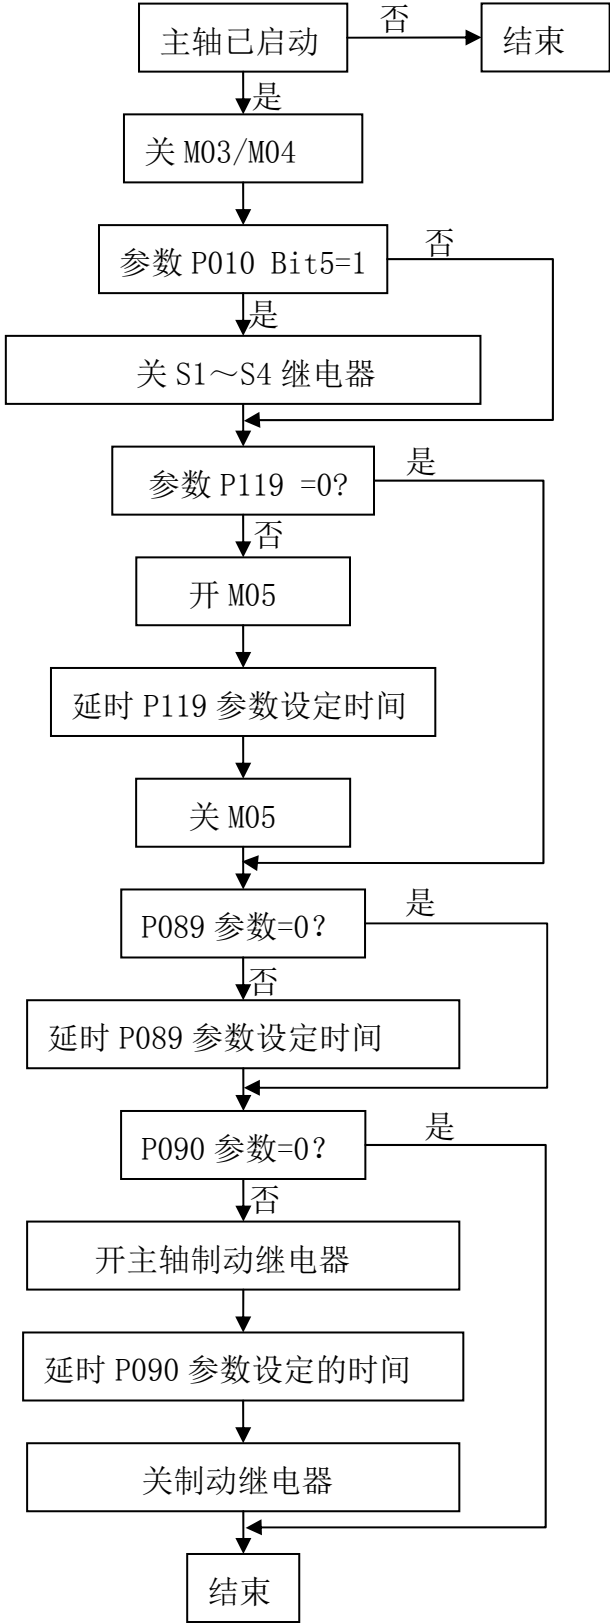 主轴已启动
否
结束
是
关 M03/M04
参数 P010 Bit5=1
否
是
关 S1～S4 继电器
参数 P119 =0?
是
否
开 M05
延时 P119 参数设定时间
关 M05
P089 参数=0?
是
否
延时 P089 参数设定时间
P090 参数=0?
是
否
开主轴制动继电器
延时 P090 参数设定的时间
关制动继电器
结束